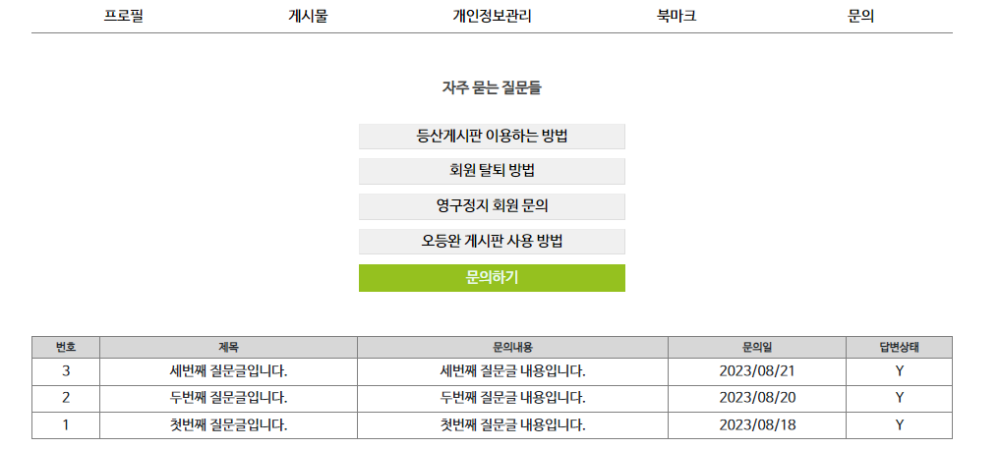 프로필 게시물 개인정보관리 북마크 문의
자주 묻는 질문들
등산게시판 이용하는 방법
회원 탈퇴 방법
영구정지 회원 문의
오등완 게시판 사용 방법
문의하기
번호 제목 문의내용 문의일 답변상태
3 세번째 질문글입니다. 세번째 질문글 내용입니다. 2023/08/21 Y
2 두번째 질문글입니다. 두번째 질문글 내용입니다. 2023/08/20 Y
1 첫번째 질문글입니다. 첫번째 질문글 내용입니다. 2023/08/18 Y